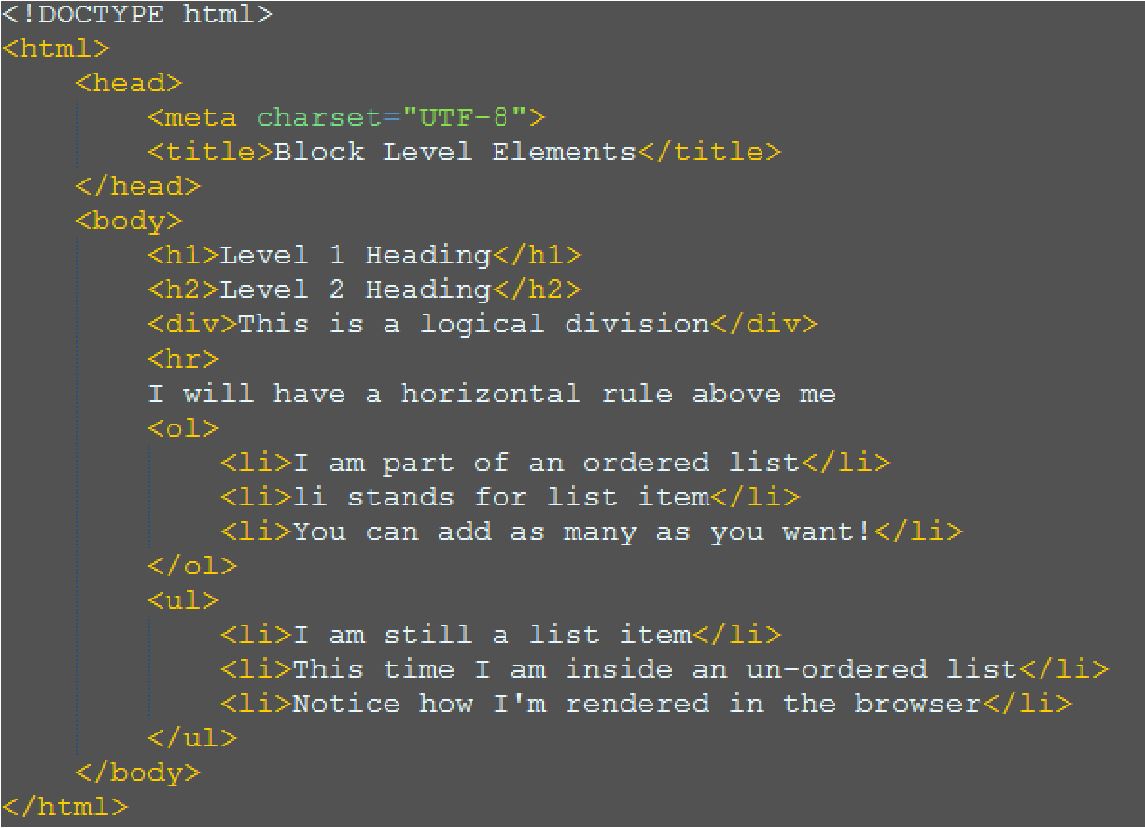 <!DOCTYPE html>
<html>
    <head>
        <meta charset="UTF-8">
        <title>Block Level Elements</title>
    </head>
    <body>
        <h1>Level 1 Heading</h1>
        <h2>Level 2 Heading</h2>
        <div>This is a logical division</div>
        <hr>
        I will have a horizontal rule above me
        <ol>
            <li>I am part of an ordered list</li>
            <li>li stands for list item</li>
            <li>You can add as many as you want!</li>
        </ol>
        <ul>
            <li>I am still a list item</li>
            <li>This time I am inside an un-ordered list</li>
            <li>Notice how I'm rendered in the browser</li>
        </ul>
    </body>
</html>